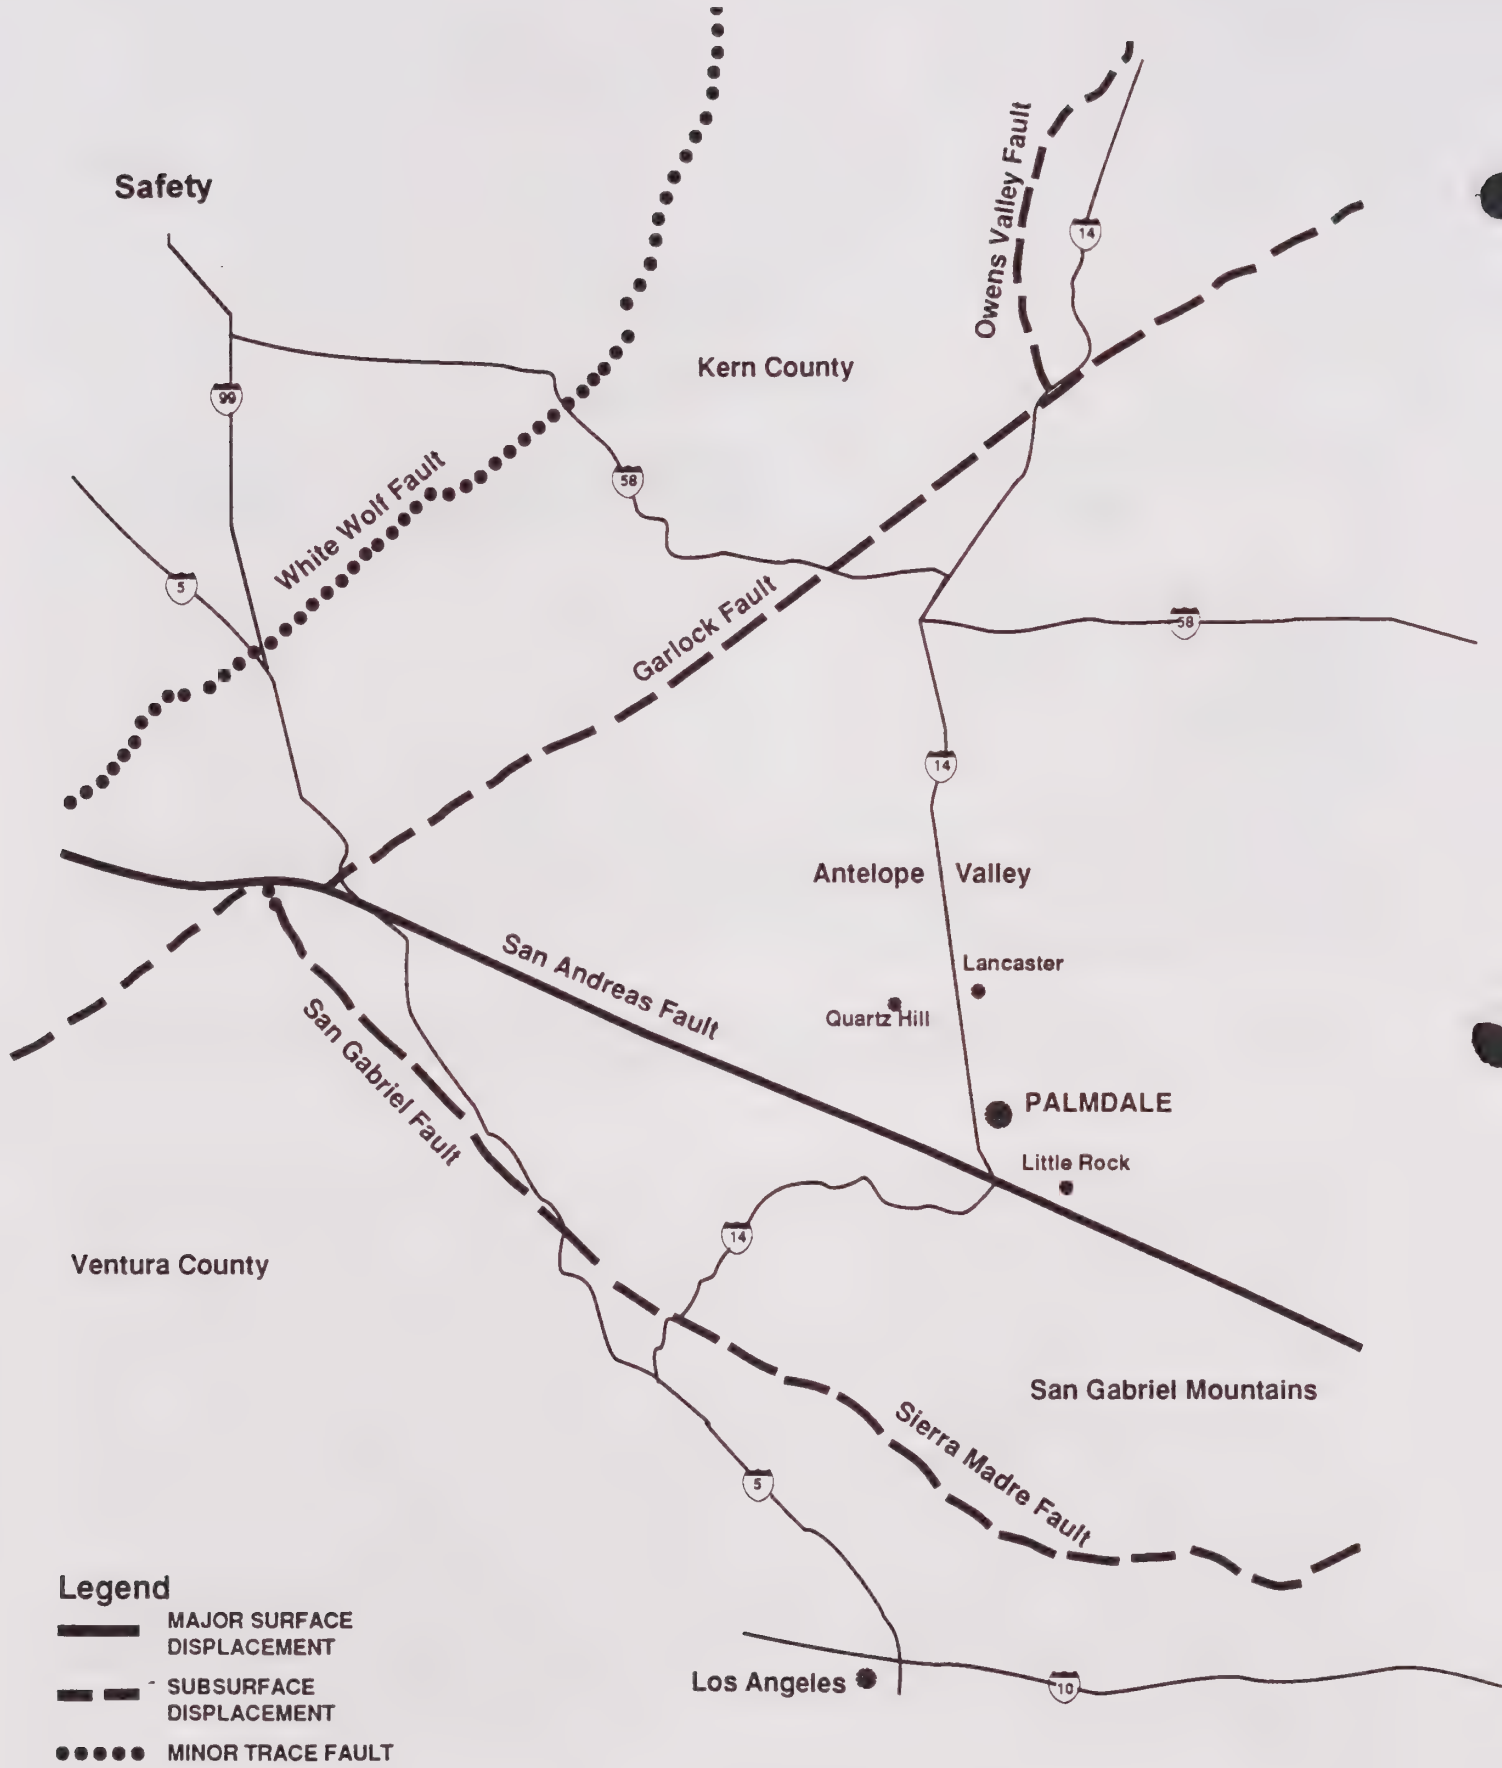 Safety
Owens Valley Fault
14
Kern County
99
White Wolf Fault
58
5
Garlock Fault
58
14
Antelope Valley
San Andreas Fault
Lancaster
Quartz Hill
San Gabriel Fault
PALMDALE
Little Rock
14
Ventura County
San Gabriel Mountains
Sierra Madre Fault
5
Los Angeles
10
Legend
MAJOR SURFACE
DISPLACEMENT
SUBSURFACE
DISPLACEMENT
MINOR TRACE FAULT